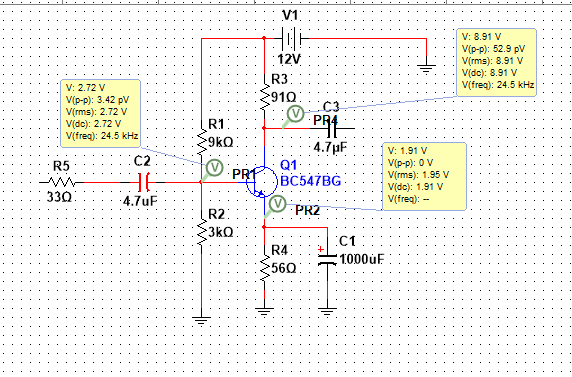 V1
12V
V: 8.91 V
V(p-p): 52.9 pV
V(rms): 8.91 V
V(dc): 8.91 V
V(freq): 24.5 kHz
V: 2.72 V
V(p-p): 3.42 pV
V(rms): 2.72 V
V(dc): 2.72 V
V(freq): 24.5 kHz
R3
91Ω
V
C3
PR4
4.7µF
R1
9kΩ
V: 1.91 V
V(p-p): 0 V
V(rms): 1.95 V
V(dc): 1.91 V
V(freq): --
R5
33Ω
C2
4.7uF
V
PR1
Q1
BC547BG
V
PR2
R2
3kΩ
R4
56Ω
+
C1
1000uF